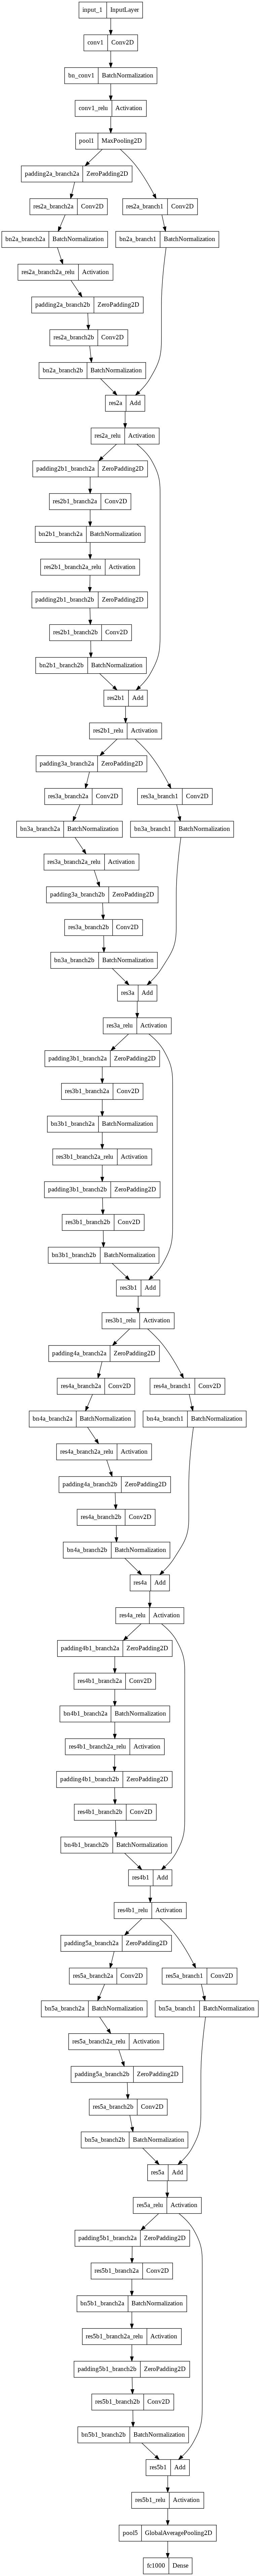 input_1 InputLayer
conv1 Conv2D
bn_conv1 BatchNormalization
conv1_relu Activation
pool1 MaxPooling2D
padding2a_branch2a ZeroPadding2D
res2a_branch2a Conv2D res2a_branch1 Conv2D
bn2a_branch2a BatchNormalization bn2a_branch1 BatchNormalization
res2a_branch2a_relu Activation
padding2a_branch2b ZeroPadding2D
res2a_branch2b Conv2D
bn2a_branch2b BatchNormalization
res2a Add
res2a_relu Activation
padding2b1_branch2a ZeroPadding2D
res2b1_branch2a Conv2D
bn2b1_branch2a BatchNormalization
res2b1_branch2a_relu Activation
padding2b1_branch2b ZeroPadding2D
res2b1_branch2b Conv2D
bn2b1_branch2b BatchNormalization
res2b1 Add
res2b1_relu Activation
padding3a_branch2a ZeroPadding2D
res3a_branch2a Conv2D res3a_branch1 Conv2D
bn3a_branch2a BatchNormalization bn3a_branch1 BatchNormalization
res3a_branch2a_relu Activation
padding3a_branch2b ZeroPadding2D
res3a_branch2b Conv2D
bn3a_branch2b BatchNormalization
res3a Add
res3a_relu Activation
padding3b1_branch2a ZeroPadding2D
res3b1_branch2a Conv2D
bn3b1_branch2a BatchNormalization
res3b1_branch2a_relu Activation
padding3b1_branch2b ZeroPadding2D
res3b1_branch2b Conv2D
bn3b1_branch2b BatchNormalization
res3b1 Add
res3b1_relu Activation
padding4a_branch2a ZeroPadding2D
res4a_branch2a Conv2D res4a_branch1 Conv2D
bn4a_branch2a BatchNormalization bn4a_branch1 BatchNormalization
res4a_branch2a_relu Activation
padding4a_branch2b ZeroPadding2D
res4a_branch2b Conv2D
bn4a_branch2b BatchNormalization
res4a Add
res4a_relu Activation
padding4b1_branch2a ZeroPadding2D
res4b1_branch2a Conv2D
bn4b1_branch2a BatchNormalization
res4b1_branch2a_relu Activation
padding4b1_branch2b ZeroPadding2D
res4b1_branch2b Conv2D
bn4b1_branch2b BatchNormalization
res4b1 Add
res4b1_relu Activation
padding5a_branch2a ZeroPadding2D
res5a_branch2a Conv2D res5a_branch1 Conv2D
bn5a_branch2a BatchNormalization bn5a_branch1 BatchNormalization
res5a_branch2a_relu Activation
padding5a_branch2b ZeroPadding2D
res5a_branch2b Conv2D
bn5a_branch2b BatchNormalization
res5a Add
res5a_relu Activation
padding5b1_branch2a ZeroPadding2D
res5b1_branch2a Conv2D
bn5b1_branch2a BatchNormalization
res5b1_branch2a_relu Activation
padding5b1_branch2b ZeroPadding2D
res5b1_branch2b Conv2D
bn5b1_branch2b BatchNormalization
res5b1 Add
res5b1_relu Activation
pool5 GlobalAveragePooling2D
fc1000 Dense